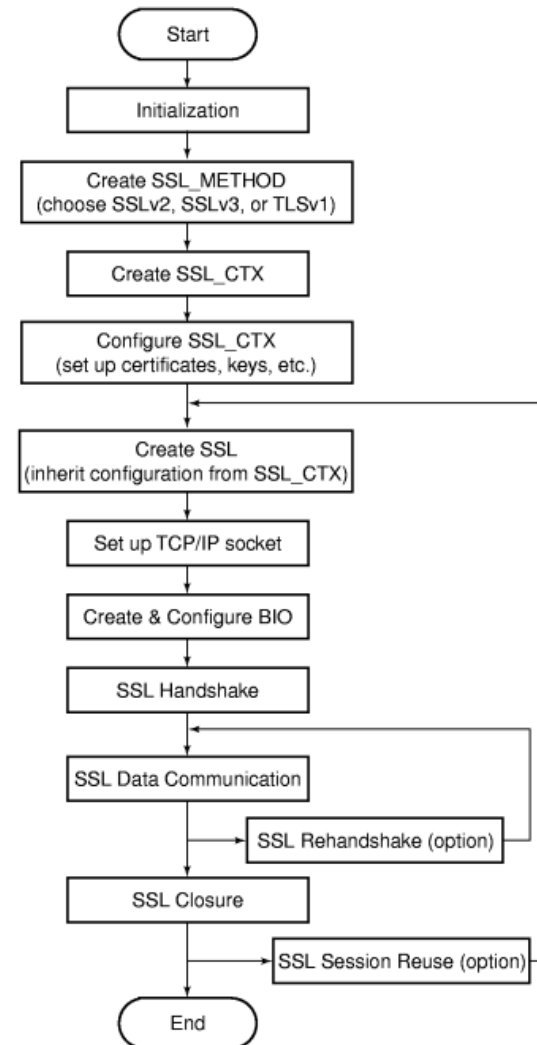 Start
Initialization
Create SSL_METHOD
(choose SSLv2, SSLv3, or TLSv1)
Create SSL_CTX
Configure SSL_CTX
(set up certificates, keys, etc.)
Create SSL
(inherit configuration from SSL_CTX)
Set up TCP/IP socket
Create & Configure BIO
SSL Handshake
SSL Data Communication
SSL Rehandshake (option)
SSL Closure
SSL Session Reuse (option)
End